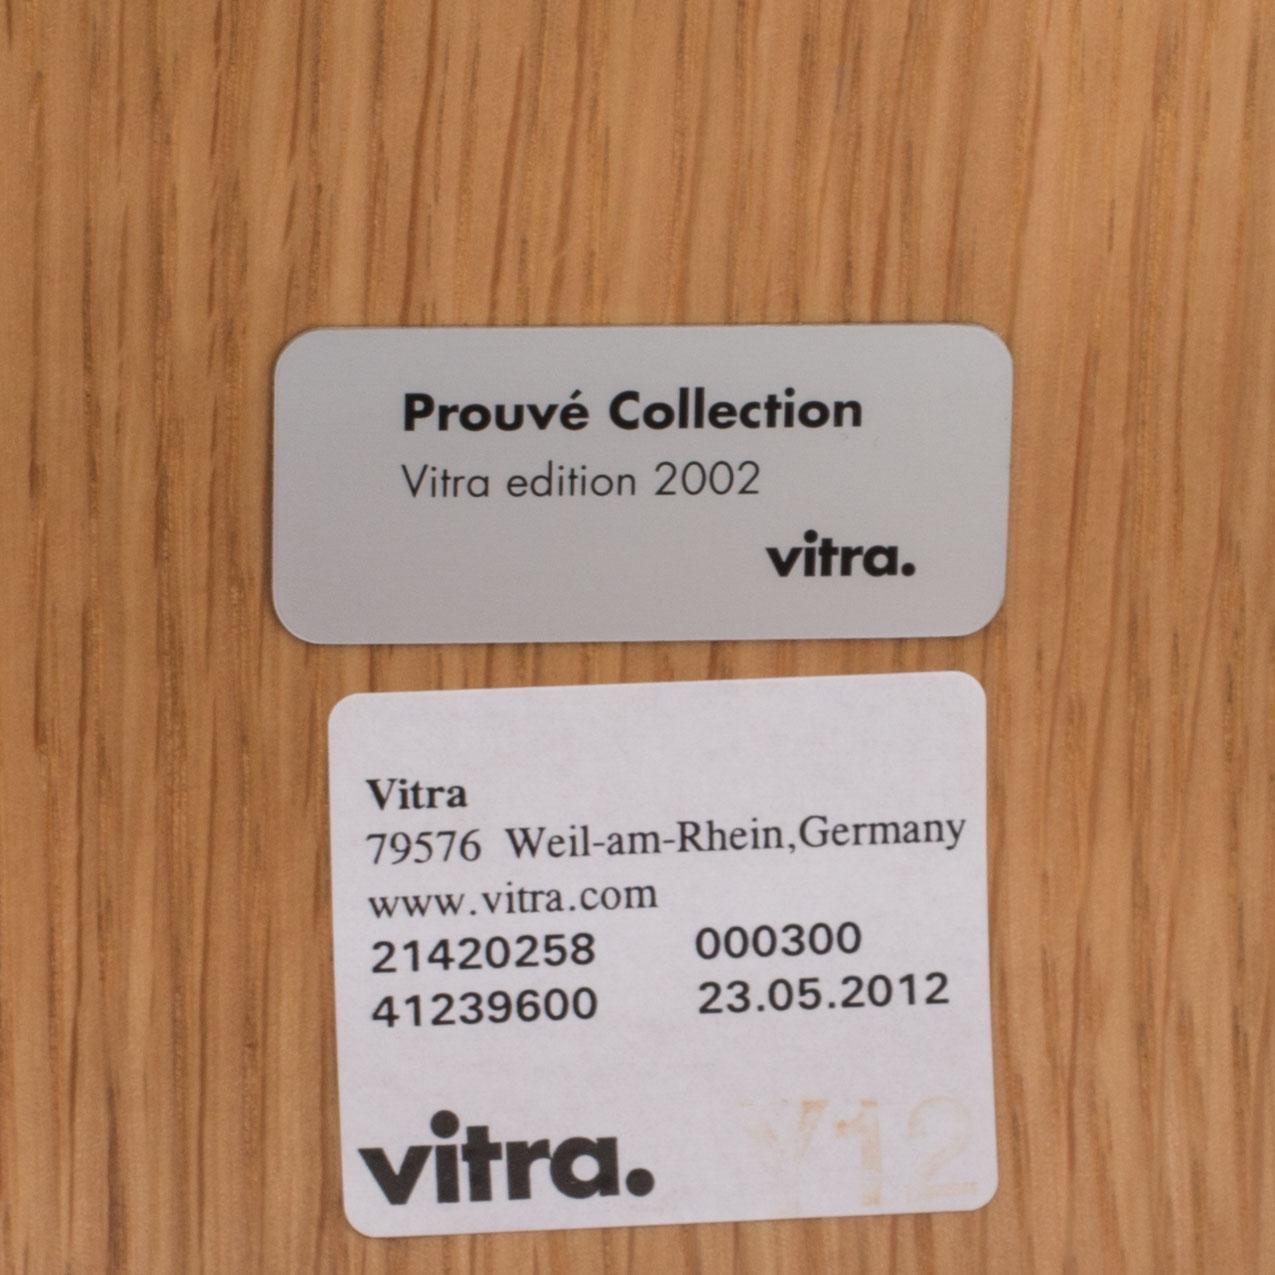 Prouvé Collection
Vitra edition 2002
vitra.
Vitra
79576 Weil-am-Rhein,Germany
www.vitra.com
21420258 000300
41239600 23.05.2012
vitra.
Y12